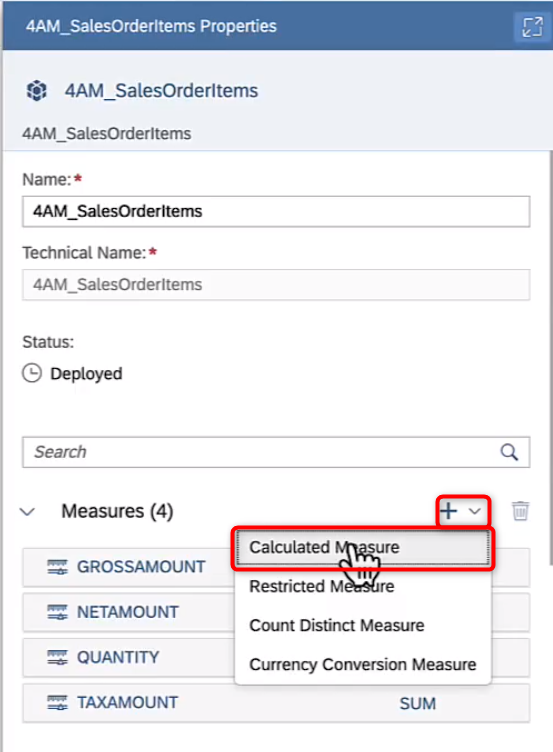 4AM_SalesOrderItems Properties
4AM_SalesOrderItems
4AM_SalesOrderItems
Name:*
4AM_SalesOrderItems
Technical Name:*
4AM_SalesOrderItems
Status:
Deployed
Search
Measures (4)
Calculated Measure
GROSSAMOUNT
Restricted Measure
NETAMOUNT
Count Distinct Measure
QUANTITY
Currency Conversion Measure
TAXAMOUNT SUM